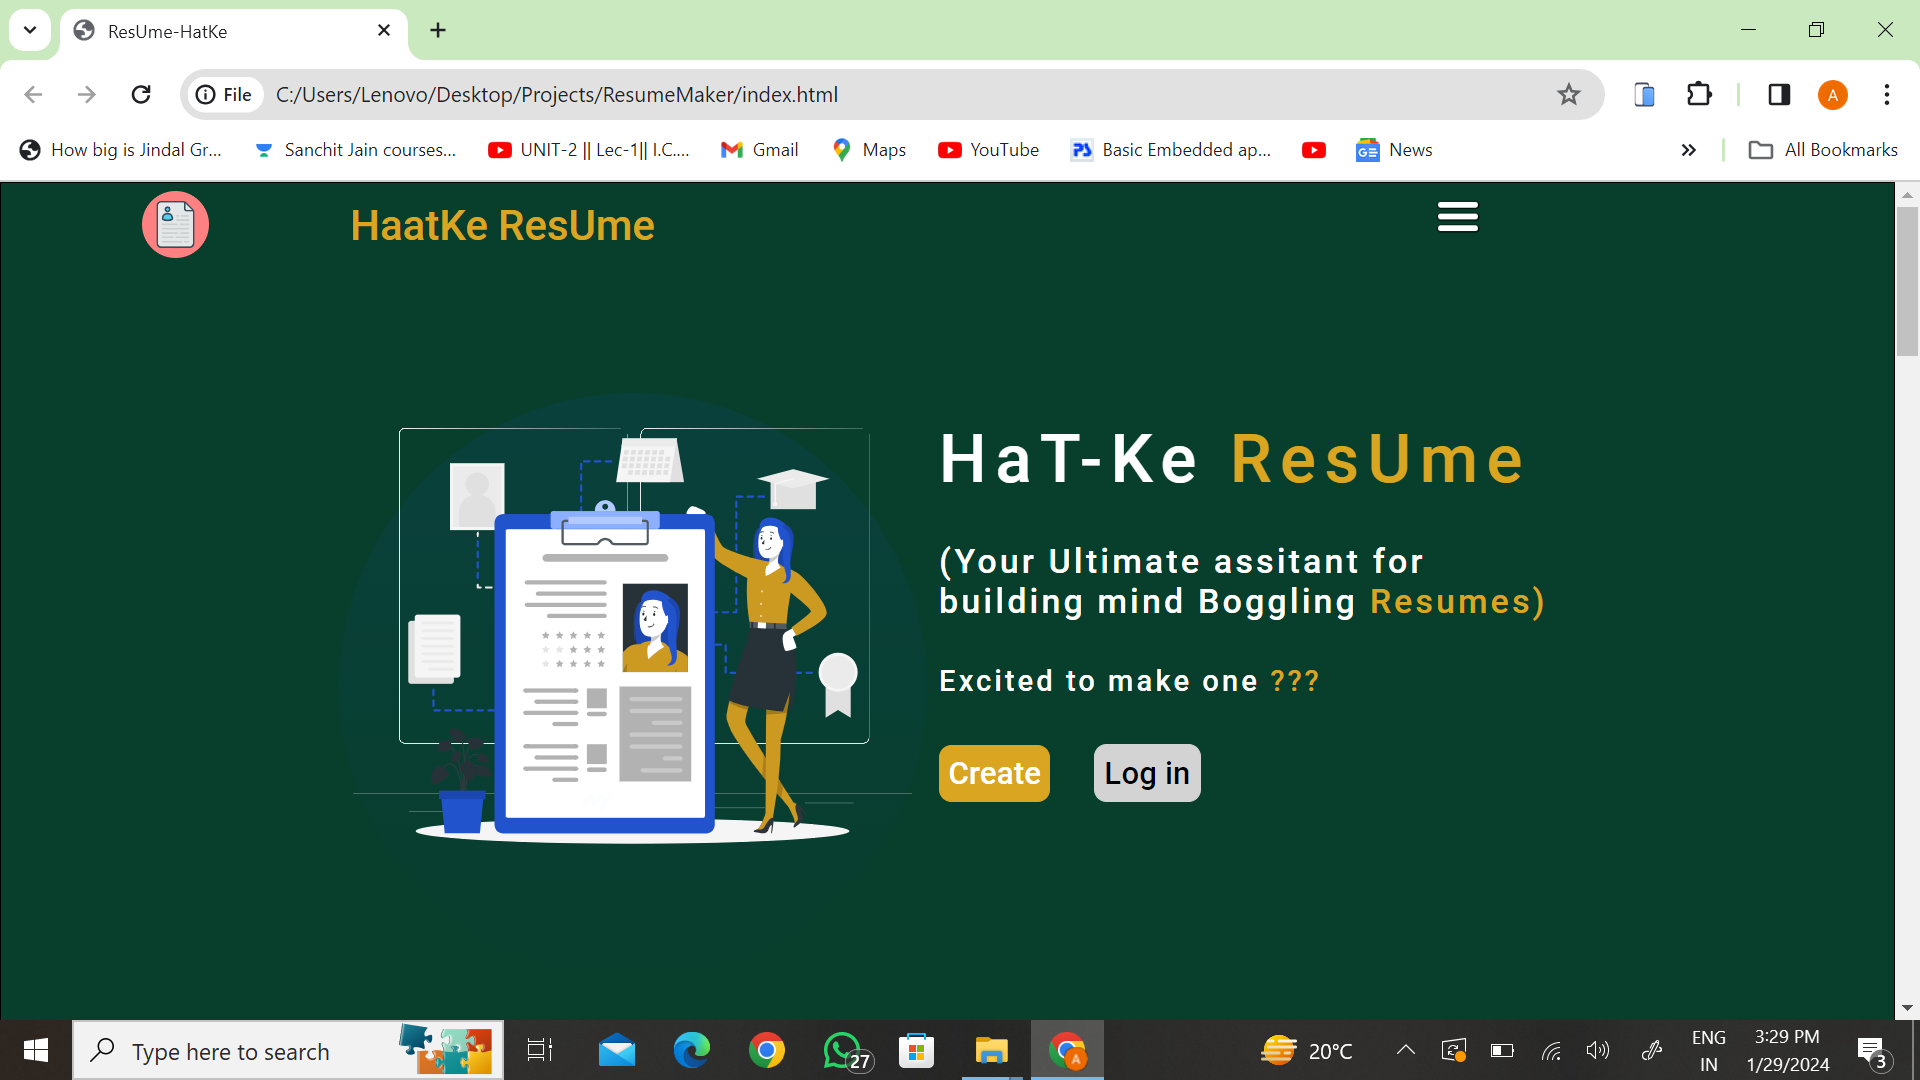 ResUme-HatKe
File
C:/Users/Lenovo/Desktop/Projects/ResumeMaker/index.html
A
How big is Jindal Gr...
Sanchit Jain courses...
UNIT-2 || Lec-1|| I.C....
Gmail
Maps
YouTube
PS
Basic Embedded ap...
GE
News
All Bookmarks
HaatKe ResUme
HaT-Ke ResUme
(Your Ultimate assitant for
building mind Boggling Resumes)
Excited to make one ???
Create
Log in
Type here to search
27
A
20°C
ENG
IN
3:29 PM
1/29/2024
3